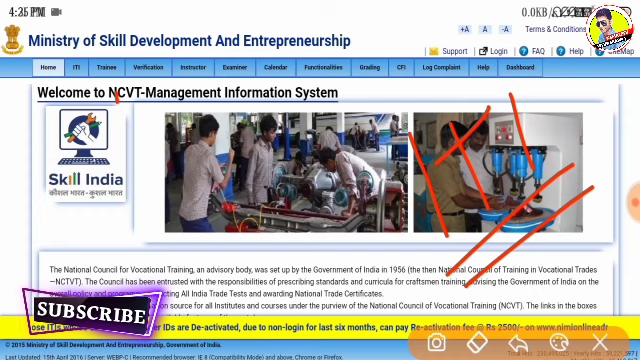 4:25 PM
0.0KB/s
+A A -A Terms & Conditions
Ministry of Skill Development And Entrepreneurship
Support Login FAQ Help
Home ITI Trainee Verification Instructor Examiner Calendar Functionalities Grading CFI Log Complaint Help Dashboard
Welcome to NCVT-Management Information System
Skill India
कौशल भारत-कुशल भारत
The National Council for Vocational Training, an advisory body, was set up by the Government of India in 1956 (the then National Council of Training in Vocational Trades
—NCTVT). The Council has been entrusted with the responsibilities of prescribing standards and curricula for craftsmen training, advising the Government of India on the
overall policy and conducting All India Trade Tests and awarding National Trade Certificates.
source for all Institutes and courses under the purview of the National Council of Vocational Training (NCVT). The links in the boxes
SUBSCRIBE
IDs are De-activated, due to non-login for last six months, can pay Re-activation fee @ Rs 2500/- on www.nimionlineadm
© 2015 Ministry of Skill Development And Entrepreneurship, Government of India.
Last Updated: 15th April 2016 | Server: WEBP-C | Recommended browser: IE 8 (Compatibility Mode) and above, Chrome or Firefox.